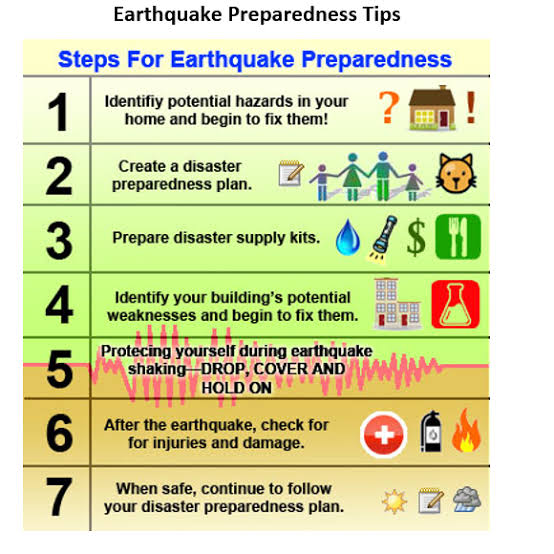 Earthquake Preparedness Tips
Steps For Earthquake Preparedness
1
Identifiy potential hazards in your
home and begin to fix them!
? !
2
Create a disaster
preparedness plan.
3
Prepare disaster supply kits.
$
4
Identify your building's potential
weaknesses and begin to fix them.
5
Protecing yourself during earthquake
shaking—DROP, COVER AND
HOLD ON
6
After the earthquake, check for
for injuries and damage.
7
When safe, continue to follow
your disaster preparedness plan.